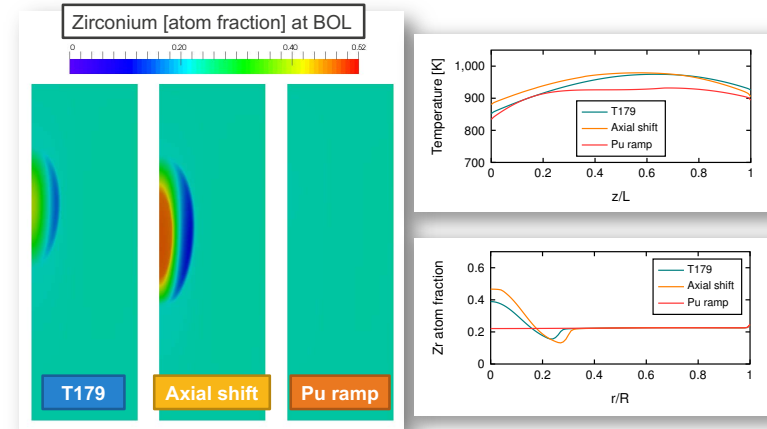 Zirconium [atom fraction] at BOL
0 0.20 0.40 0.52
T179
Axial shift
Pu ramp
Temperature [K]
1,000
900
800
700
T179
Axial shift
Pu ramp
0 0.2 0.4 0.6 0.8 1
z/L
Zr atom fraction
0.6
0.4
0.2
0
T179
Axial shift
Pu ramp
0 0.2 0.4 0.6 0.8 1
r/R